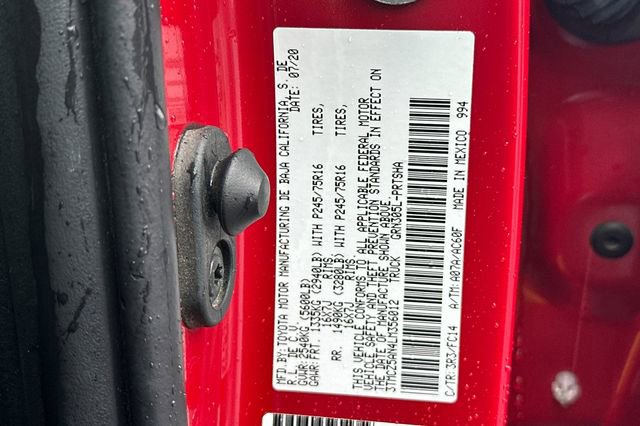 MFD.BY:TOYOTA MOTOR MANUFACTURING DE BAJA CALIFORNIA, S. DE
R.L. DE C.V. DATE: 07/20
GVWR:2540KG(5600LB)
GAWR:FRT. 1335KG (2940LB) WITH P245/75R16 TIRES,
16X7J RIMS.
RR. 1490KG (3280LB) WITH P245/75R16 TIRES,
16X7J RIMS.
THIS VEHICLE CONFORMS TO ALL APPLICABLE FEDERAL MOTOR
VEHICLE SAFETY AND THEFT PREVENTION STANDARDS IN EFFECT ON
THE DATE OF MANUFACTURE SHOWN ABOVE.
3TMCZ5AN4LM356012 TRUCK GRN305L-PRTSHA
C/TR:3R3/FC14 A/TM:A07A/AC60F MADE IN MEXICO 994